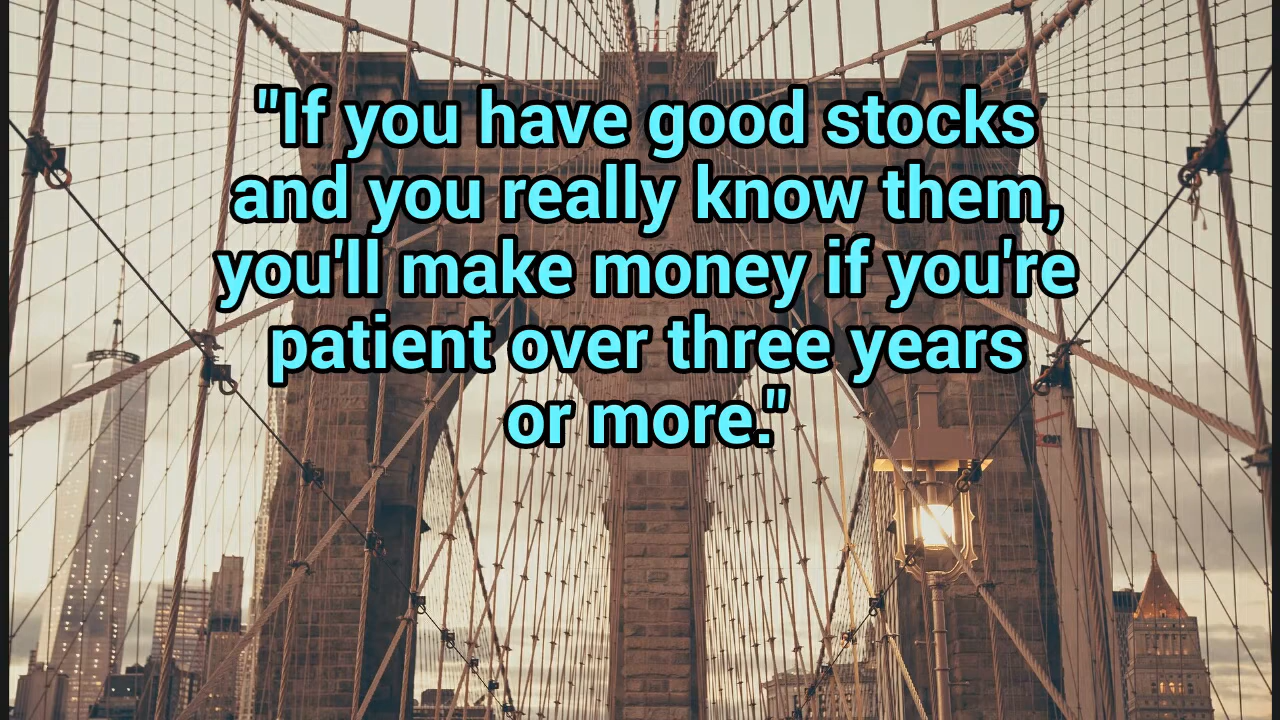 "If you have good stocks
and you really know them,
you'll make money if you're
patient over three years
or more."